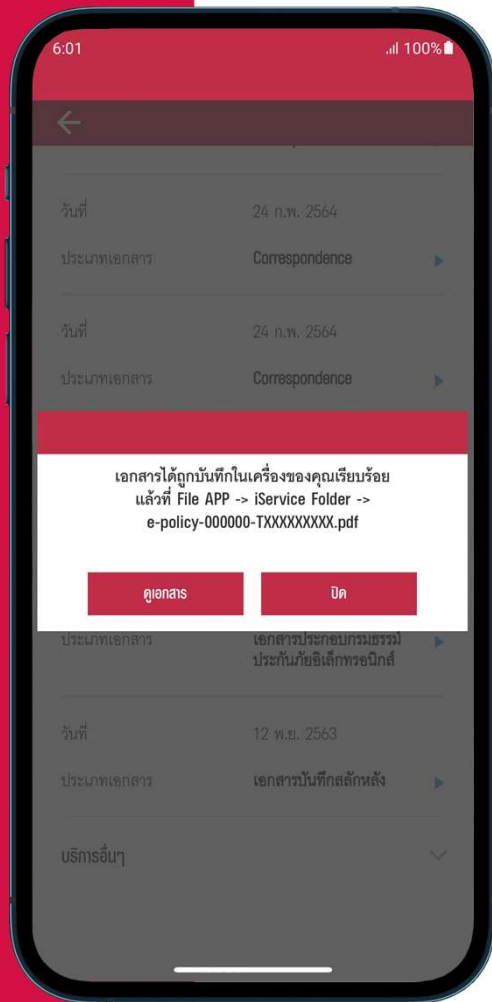 6:01
100%
วันที่ 24 ก.พ. 2564
ประเภทเอกสาร Correspondence
วันที่ 24 ก.พ. 2564
ประเภทเอกสาร Correspondence
เอกสารได้ถูกบันทึกในเครื่องของคุณเรียบร้อย
แล้วที่ File APP -> iService Folder ->
e-policy-000000-TXXXXXXXXX.pdf
ดูเอกสาร ปิด
ประเภทเอกสาร เอกสารประกอบกรมธรรม์
ประกันภัยอิเล็กทรอนิกส์
วันที่ 12 พ.ย. 2563
ประเภทเอกสาร เอกสารบันทึกสลักหลัง
บริการอื่นๆ